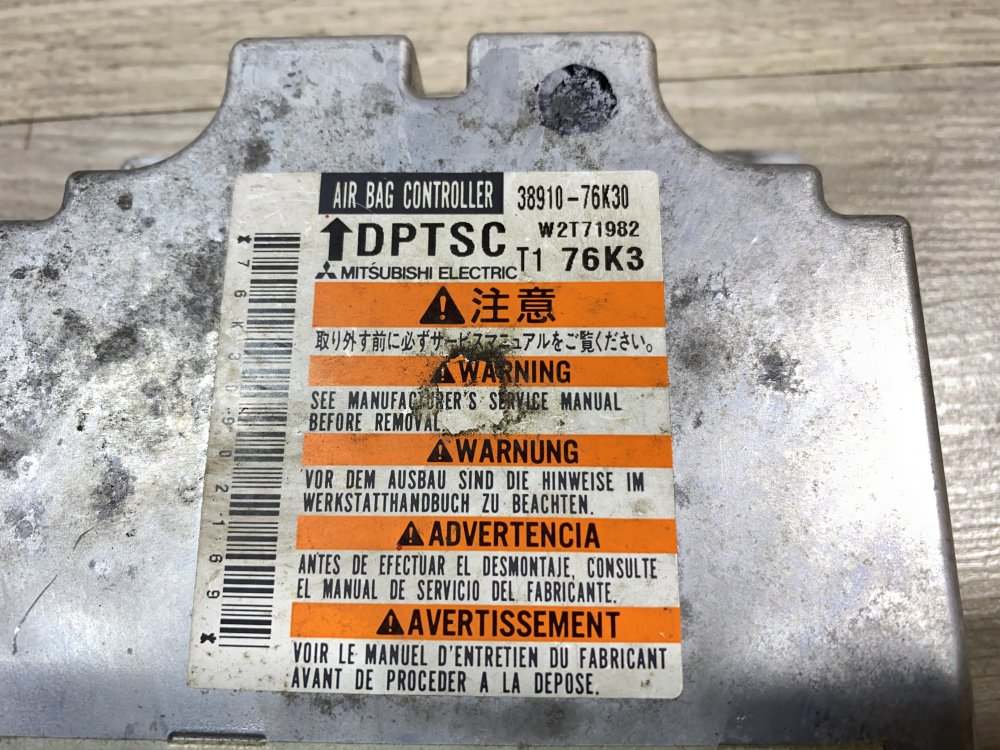 AIR BAG CONTROLLER 38910-76K30
DPTSC W2T71982
MITSUBISHI ELECTRIC T1 76K3
注意
取り外す前に必ずサービスマニュアルをご覧ください。
WARNING
SEE MANUFACTURER'S SERVICE MANUAL
BEFORE REMOVAL
WARNUNG
VOR DEM AUSBAU SIND DIE HINWEISE IM
WERKSTATTHANDBUCH ZU BEACHTEN.
ADVERTENCIA
ANTES DE EFECTUAR EL DESMONTAJE, CONSULTE
EL MANUAL DE SERVICIO DEL FABRICANTE.
AVERTISSEMENT
VOIR LE MANUEL D'ENTRETIEN DU FABRICANT
AVANT DE PROCEDER A LA DEPOSE.
*76K30902169*